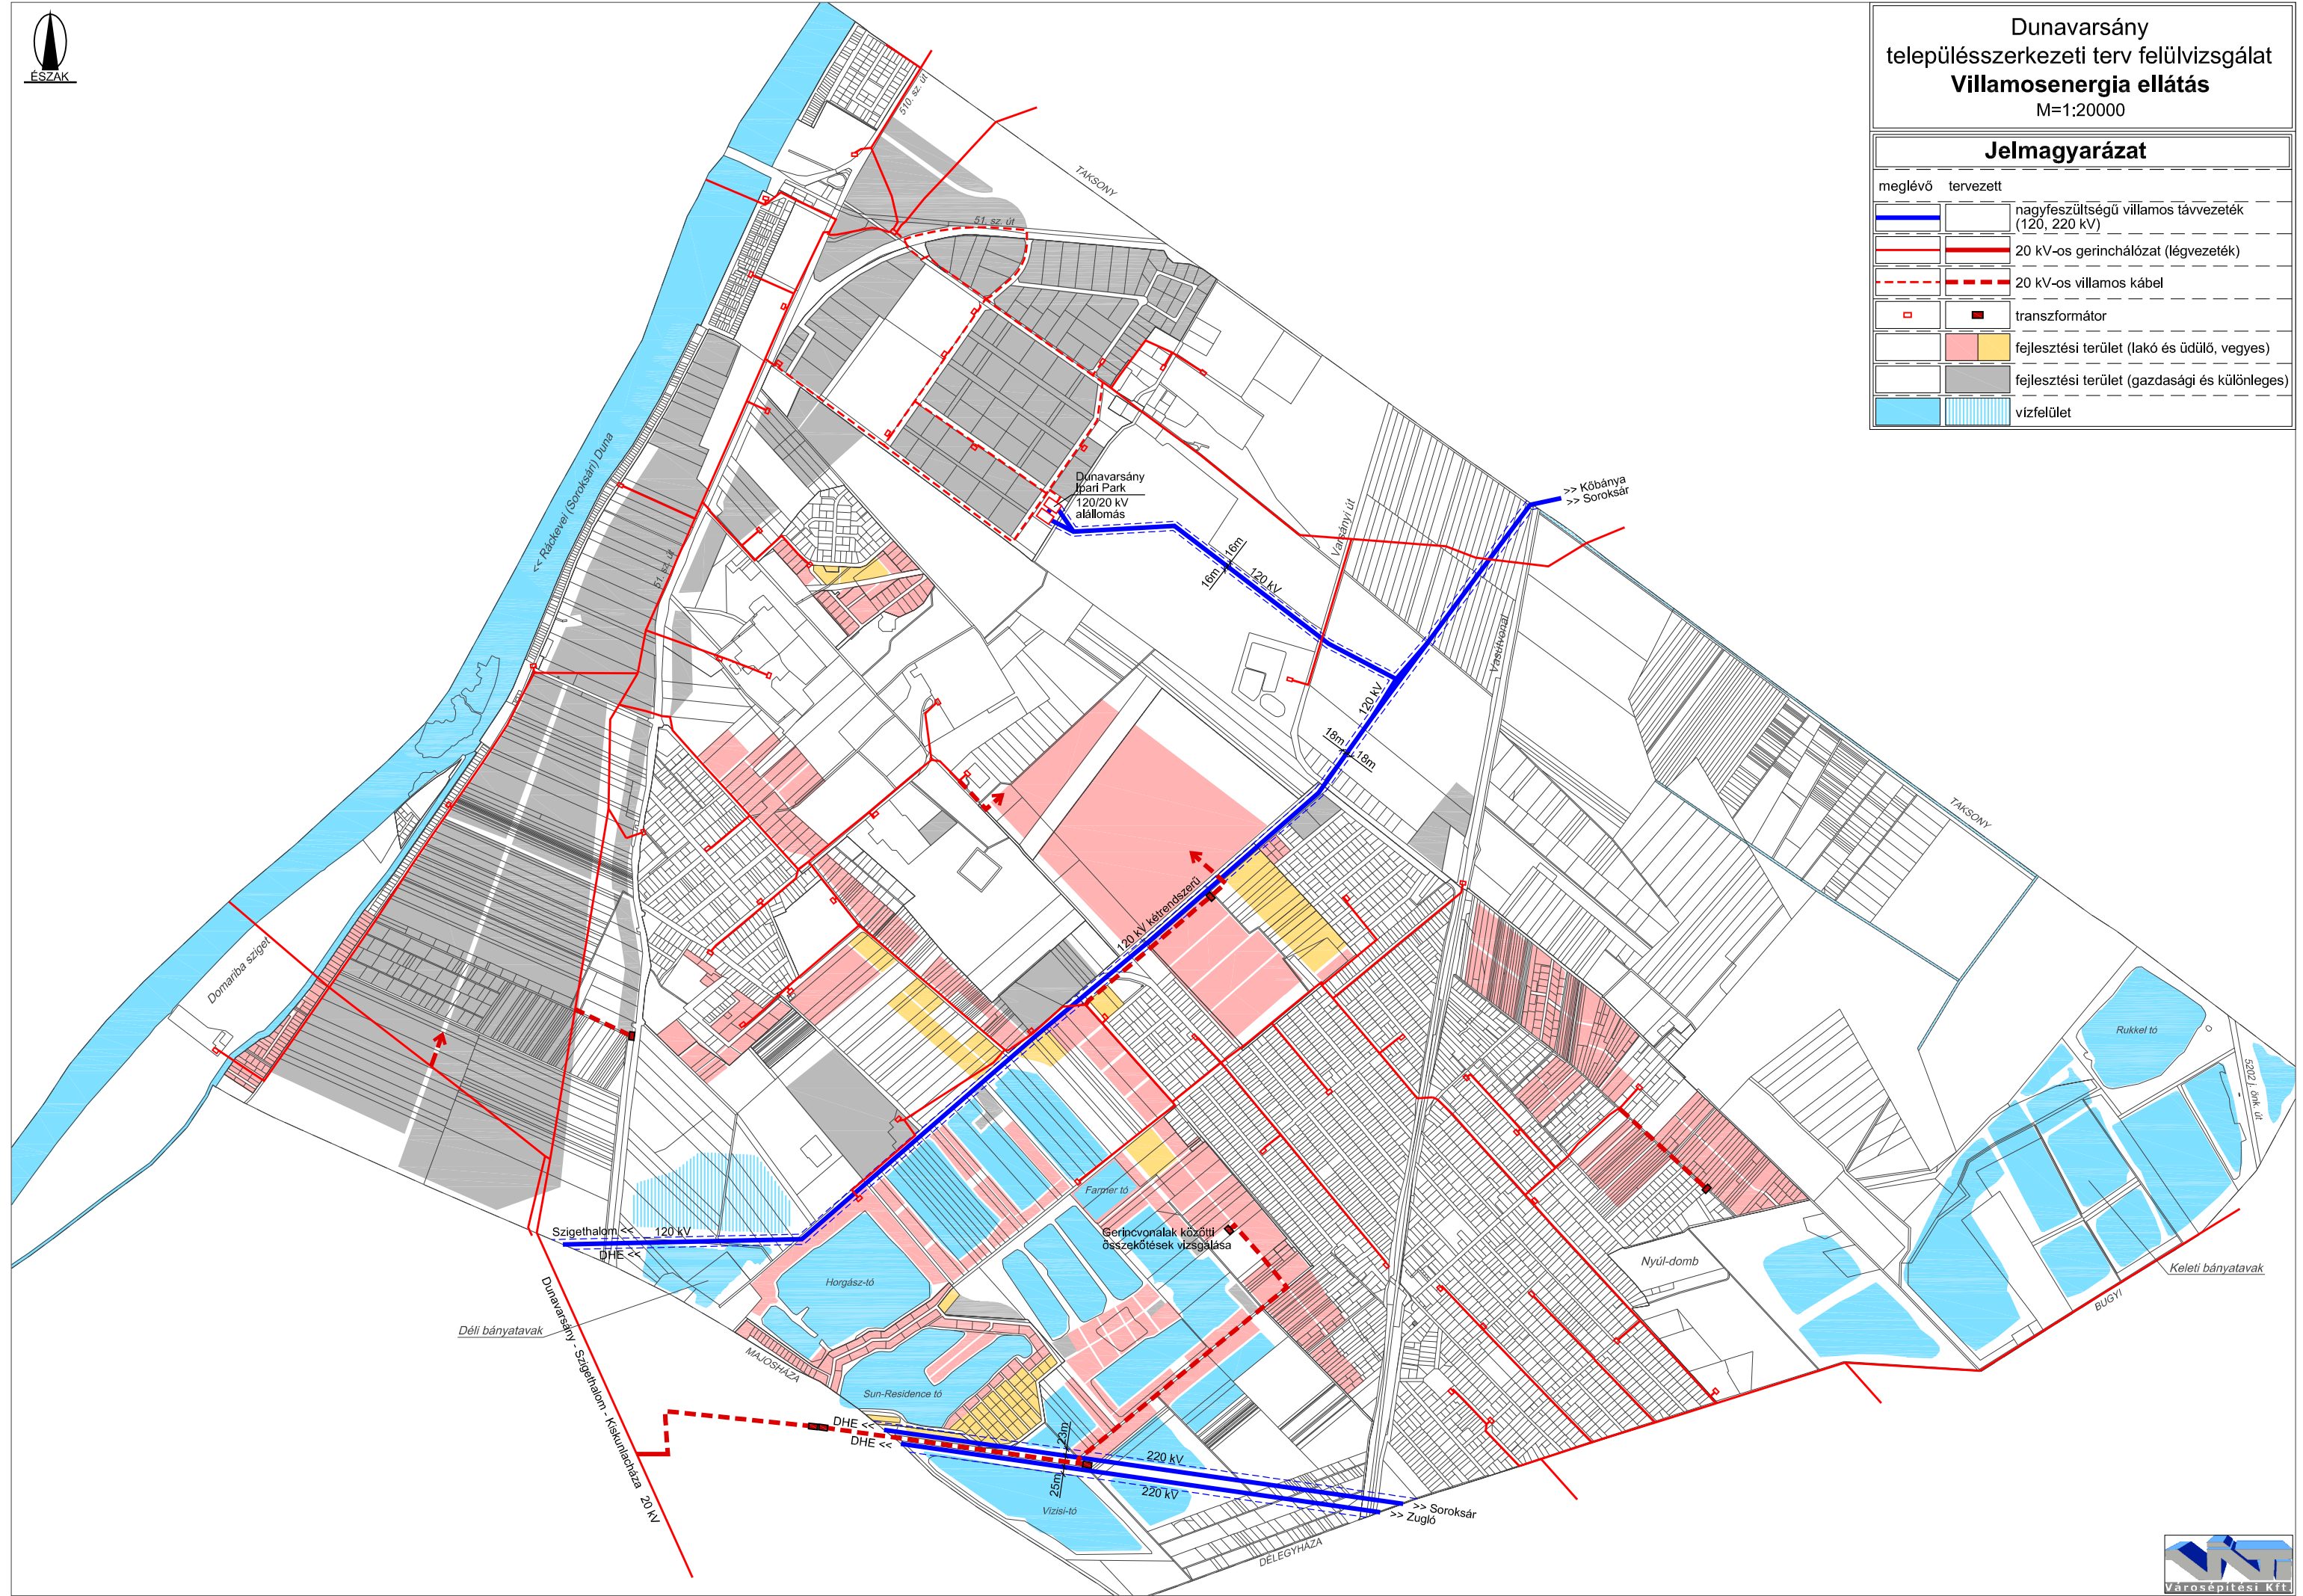 ÉSZAK
Dunavarsány
településszerkezeti terv felülvizsgálat
Villamosenergia ellátás
M=1:20000
Jelmagyarázat
meglévő tervezett
nagyfeszültségű villamos távvezeték
(120, 220 kV)
20 kV-os gerinchálózat (légvezeték)
20 kV-os villamos kábel
transzformátor
fejlesztési terület (lakó és üdülő, vegyes)
fejlesztési terület (gazdasági és különleges)
vízfelület
510. sz. út
TAKSONY
51. sz. út
<< Ráckevei (Soroksári) Duna
51. sz. út
Dunavarsány
Ipari Park
120/20 kV
alállomás
>> Kőbánya
>> Soroksár
Varsányi út
16m
16m
120 kV
Vasútvonal
120 kV
18m
18m
TAKSONY
120 kV kétrendszerű
Domariba sziget
Rukkel tó
5202 j. önk. út
Farmer tó
Szigethalom <<
120 kV
DHE <<
Gerincvonalak közötti
összekötések vizsgálása
Horgász-tó
Nyúl-domb
Keleti bányatavak
BUGYI
Déli bányatavak
MAJOSHÁZA
Dunavarsány - Szigethalom - Kiskunlacháza 20 kV
Sun-Residence tó
DHE <<
DHE <<
23m
25m
220 kV
220 kV
Vizisi-tó
>> Soroksár
>> Zugló
DÉLEGYHÁZA
Városépítési Kft.